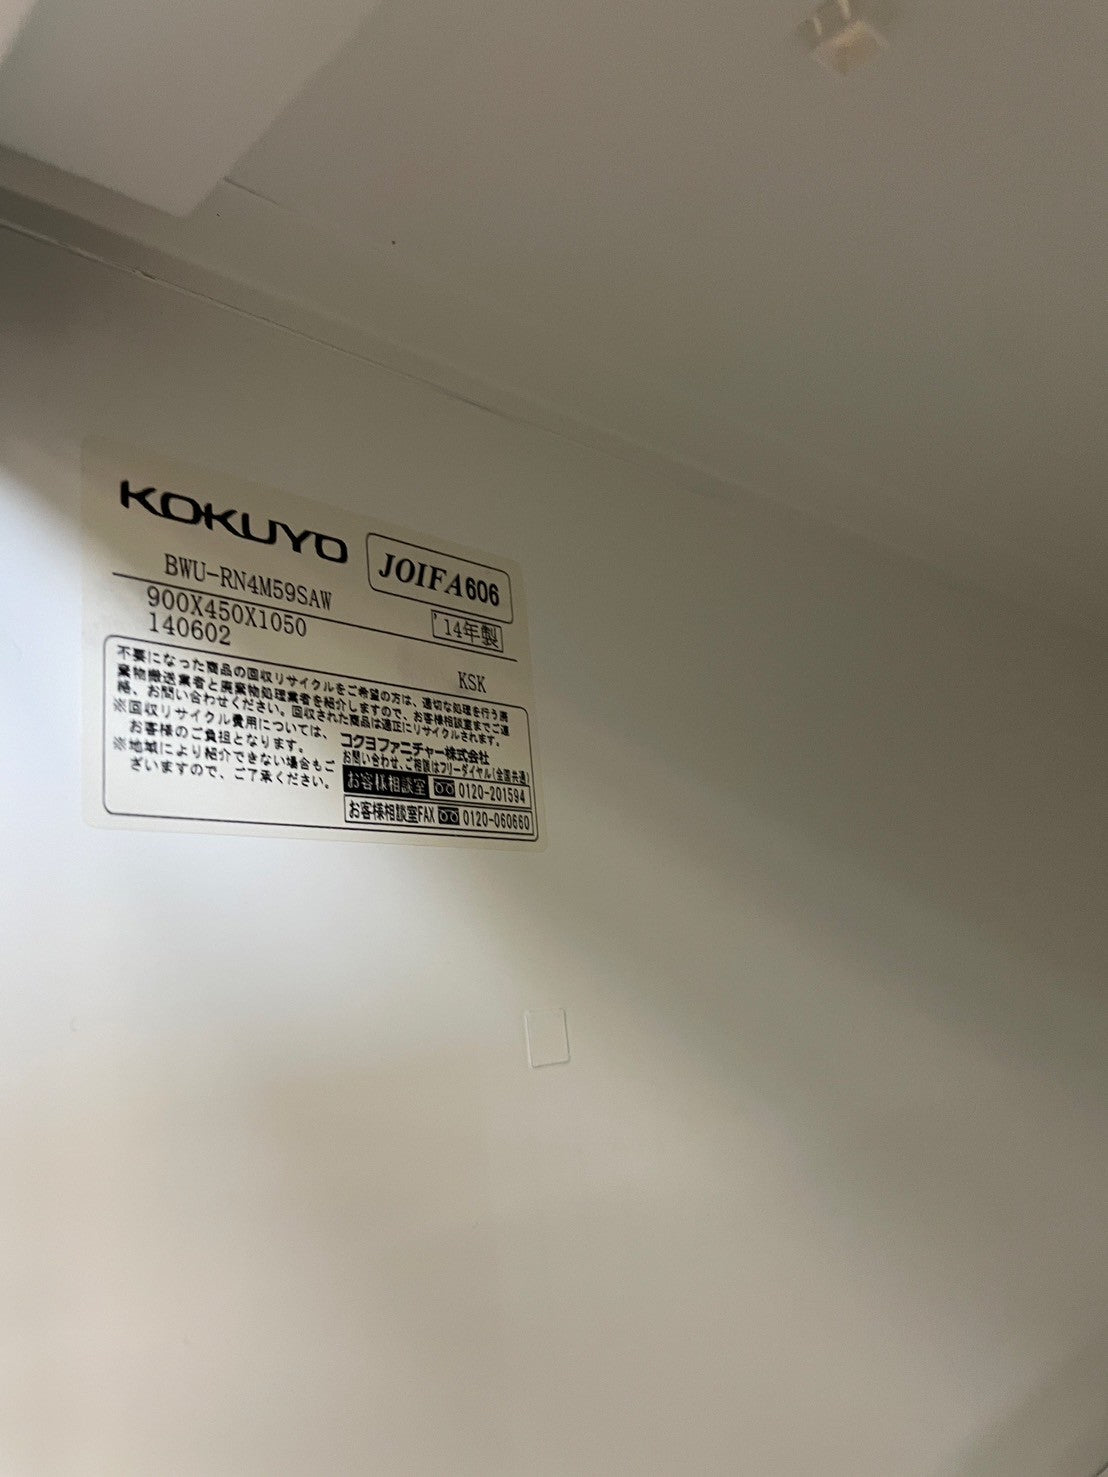 KOKUYO
JOIFA606
BWU-RN4M59SAW
'14年製
900X450X1050
140602
KSK
不要になった商品の回収リサイクルをご希望の方は、適切な処理を行う廃
棄物搬送業者と廃棄物処理業者を紹介しますので、お客様相談室までご連
絡、お問い合わせください。回収された商品は適正にリサイクルされます。
※回収リサイクル費用については、
お客様のご負担となります。
※地域により紹介できない場合もご
ざいますので、ご了承ください。
コクヨファニチャー株式会社
お問い合わせ、ご相談はフリーダイヤル(全国共通)
お客様相談室 0120-201594
お客様相談室FAX 0120-060660